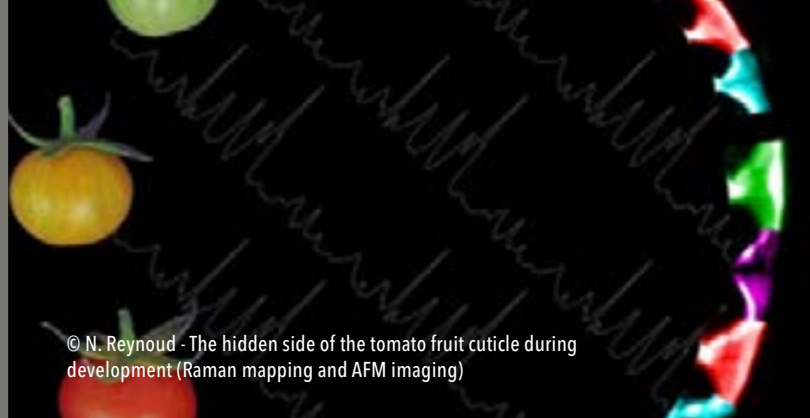 © N. Reynoud - The hidden side of the tomato fruit cuticle during
development (Raman mapping and AFM imaging)